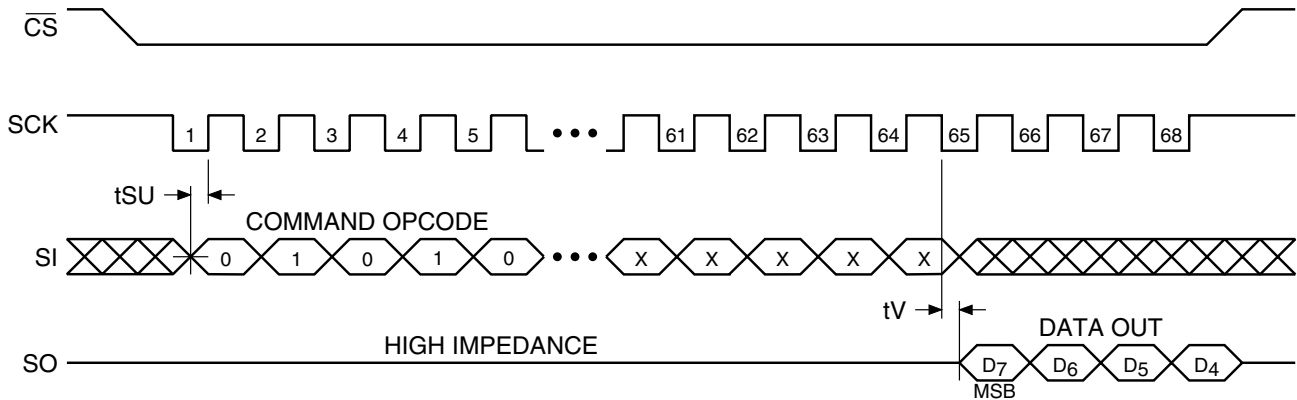 CS
SCK 1 2 3 4 5 ••• 61 62 63 64 65 66 67 68
tSU
COMMAND OPCODE
SI 0 1 0 1 0 ••• X X X X X
tV
HIGH IMPEDANCE
DATA OUT
SO D7 D6 D5 D4
MSB